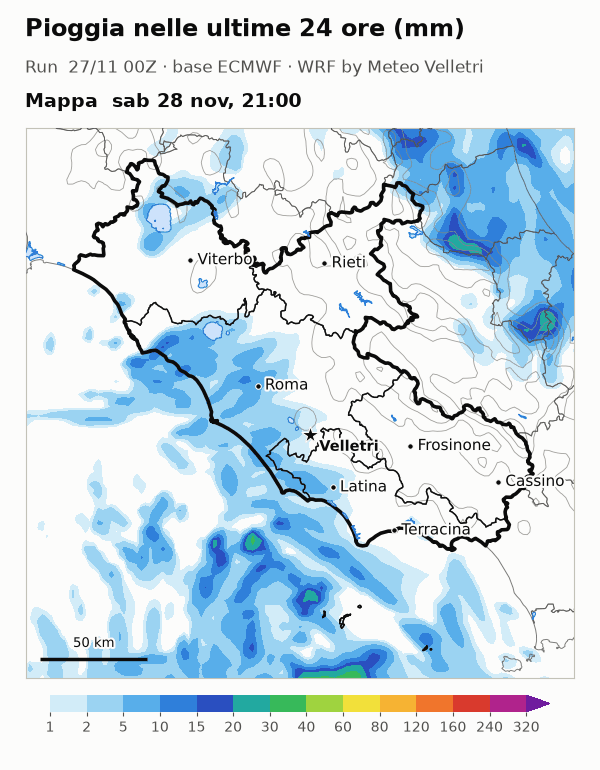 Pioggia nelle ultime 24 ore (mm)
Run  27/11 00Z · base ECMWF · WRF by Meteo Velletri
Mappa  sab 28 nov, 21:00
Viterbo
Rieti
Roma
Velletri
Frosinone
Cassino
Latina
Terracina
50 km
1 2 5 10 15 20 30 40 60 80 120 160 240 320